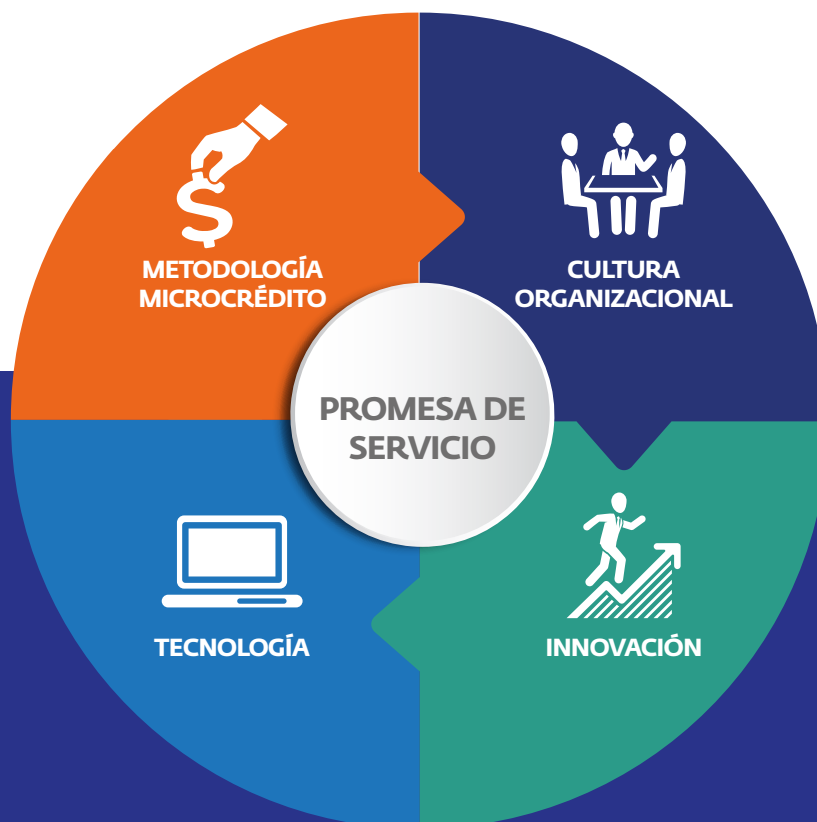 METODOLOGÍA
MICROCRÉDITO
CULTURA
ORGANIZACIONAL
PROMESA DE
SERVICIO
TECNOLOGÍA
INNOVACIÓN